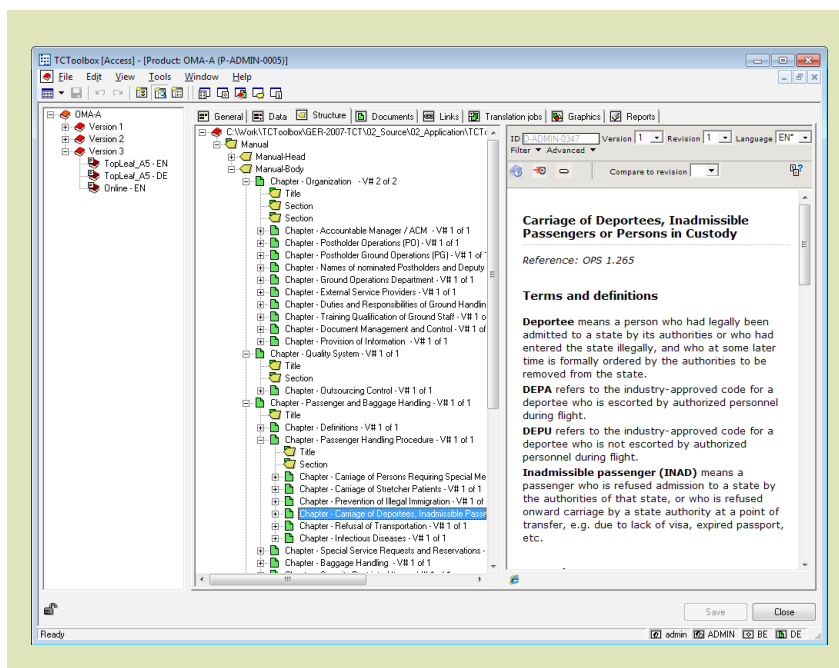 TCToolbox [Access] - [Product: OMA-A (P-ADMIN-0005)]
File Edit View Tools Window Help
OMA-A
Version 1
Version 2
Version 3
TopLeaf_A5 - EN
TopLeaf_A5 - DE
Online - EN
General Data Structure Documents Links Translation jobs Graphics Reports
C:\Work\TCToolbox\GER-2007-TCT\02_Source\02_Application\TCT
Manual
Manual-Head
Manual-Body
Chapter - Organization - V# 2 of 2
Title
Section
Section
Chapter - Accountable Manager / ACM - V# 1 of 1
Chapter - Postholder Operations (PO) - V# 1 of 1
Chapter - Postholder Ground Operations (PG) - V# 1 of
Chapter - Names of nominated Postholders and Deputy
Chapter - Ground Operations Department - V# 1 of 1
Chapter - External Service Providers - V# 1 of 1
Chapter - Duties and Responsibilities of Ground Handlin
Chapter - Training Qualification of Ground Staff - V# 1 o
Chapter - Document Management and Control - V# 1 of
Chapter - Provision of Information - V# 1 of 1
Chapter - Quality System - V# 1 of 1
Title
Section
Chapter - Outsourcing Control - V# 1 of 1
Chapter - Passenger and Baggage Handling - V# 1 of 1
Title
Chapter - Definitions - V# 1 of 1
Chapter - Passenger Handling Procedure - V# 1 of 1
Title
Section
Chapter - Carriage of Persons Requiring Special Me
Chapter - Carriage of Stretcher Patients - V# 1 of 1
Chapter - Prevention of Illegal Immigration - V# 1 of
Chapter - Carriage of Deportees, Inadmissible Passe
Chapter - Refusal of Transportation - V# 1 of 1
Chapter - Infectious Diseases - V# 1 of 1
Chapter - Special Service Requests and Reservations -
Chapter - Baggage Handling - V# 1 of 1
ID D-ADMIN-0347 Version 1 Revision 1 Language EN*
Filter Advanced
Compare to revision
Carriage of Deportees, Inadmissible
Passengers or Persons in Custody
Reference: OPS 1.265
Terms and definitions
Deportee means a person who had legally been
admitted to a state by its authorities or who had
entered the state illegally, and who at some later
time is formally ordered by the authorities to be
removed from the state.
DEPA refers to the industry-approved code for a
deportee who is escorted by authorized personnel
during flight.
DEPU refers to the industry-approved code for a
deportee who is not escorted by authorized
personnel during flight.
Inadmissible passenger (INAD) means a
passenger who is refused admission to a state by
the authorities of that state, or who is refused
onward carriage by a state authority at a point of
transfer, e.g. due to lack of visa, expired passport,
etc.
Save Close
Ready admin ADMIN BE DE